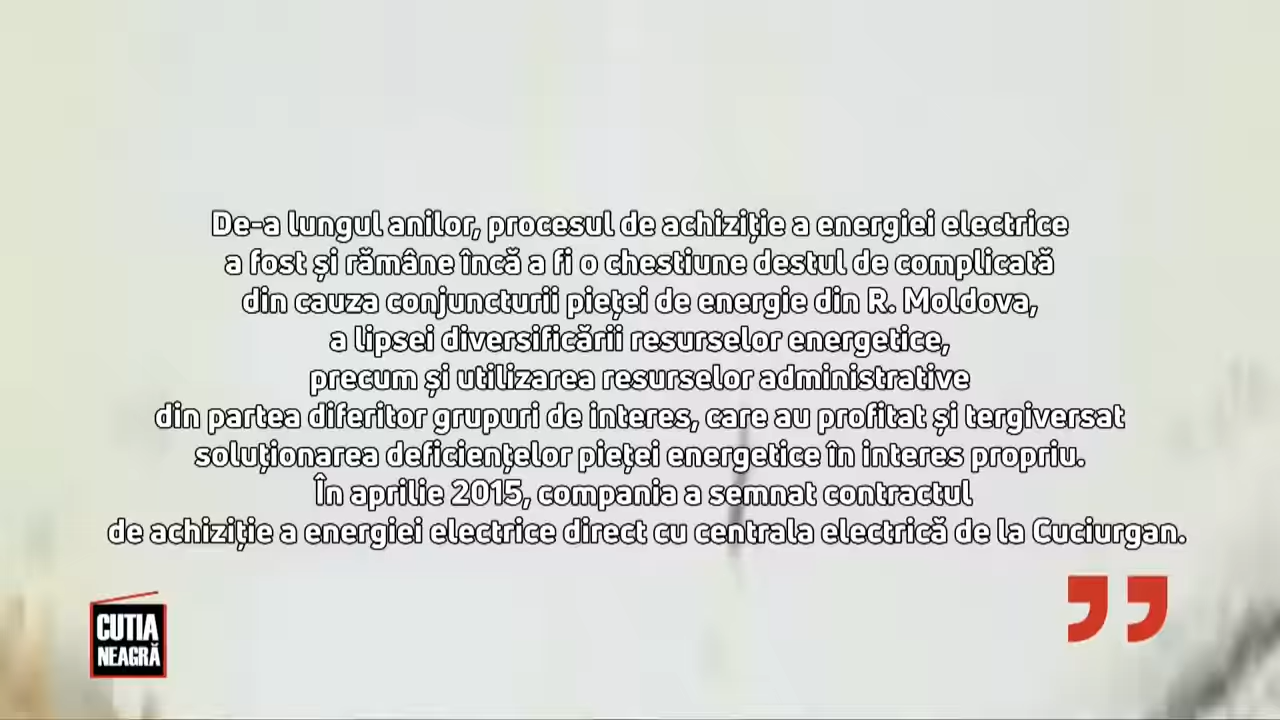 De-a lungul anilor, procesul de achiziție a energiei electrice
a fost și rămâne încă a fi o chestiune destul de complicată
din cauza conjuncturii pieței de energie din R. Moldova,
a lipsei diversificării resurselor energetice,
precum și utilizarea resurselor administrative
din partea diferitor grupuri de interes, care au profitat și tergiversat
soluționarea deficiențelor pieței energetice în interes propriu.
În aprilie 2015, compania a semnat contractul
de achiziție a energiei electrice direct cu centrala electrică de la Cuciurgan.
”
CUTIA
NEAGRĂ